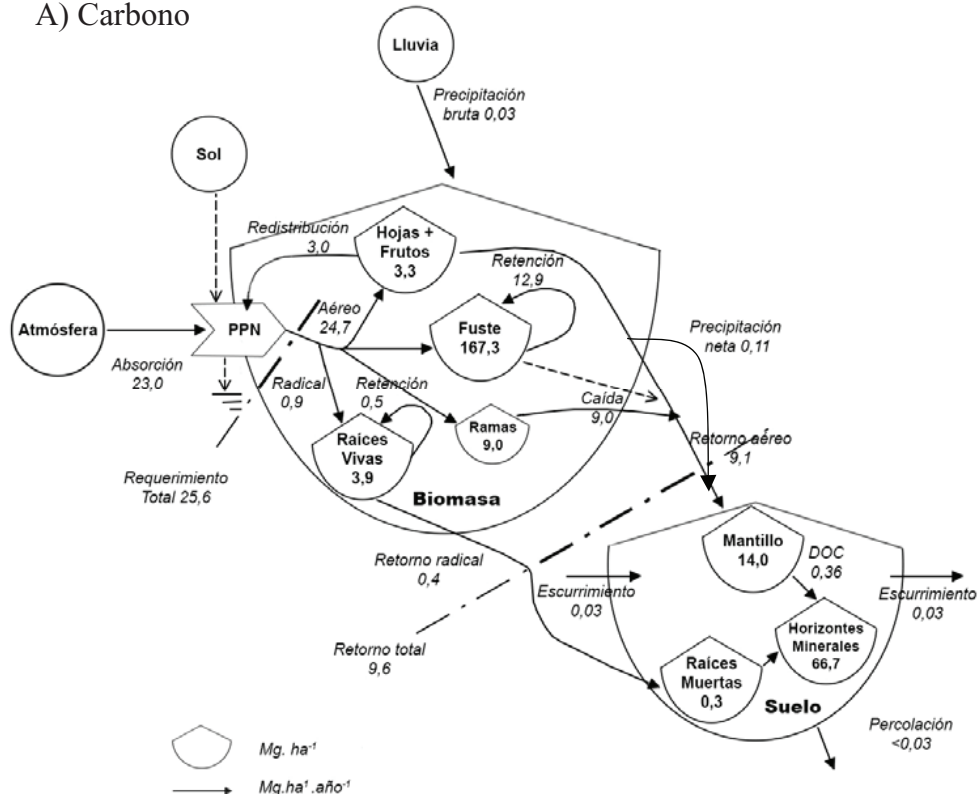 A) Carbono
Lluvia
Precipitación
bruta 0,03
Sol
Redistribución
3,0
Hojas +
Frutos
3,3
Retención
12,9
Atmósfera
PPN
Aéreo
24,7
Fuste
167,3
Precipitación
neta 0,11
Absorción
23,0
Radical
0,9
Retención
0,5
Caída
9,0
Ramas
9,0
Raíces
Vivas
3,9
Retorno aéreo
9,1
Requerimiento
Total 25,6
Biomasa
Mantillo
14,0
DOC
0,36
Retorno radical
0,4
Escurrimiento
0,03
Escurrimiento
0,03
Horizontes
Minerales
66,7
Retorno total
9,6
Raíces
Muertas
0,3
Suelo
Percolación
<0,03
Mg. ha⁻¹
Mg.ha¹ .año⁻¹